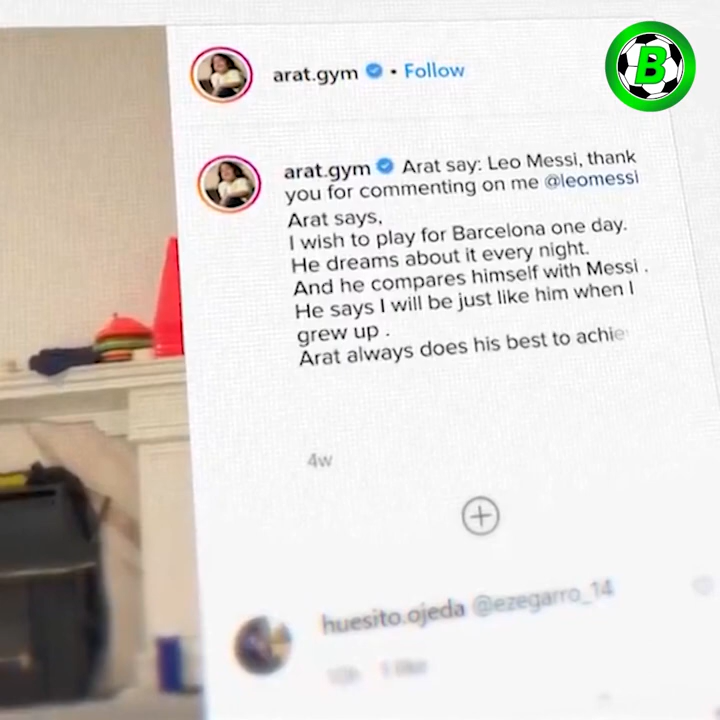 B
arat.gym • Follow
arat.gym Arat say: Leo Messi, thank
you for commenting on me @leomessi
Arat says,
I wish to play for Barcelona one day.
He dreams about it every night.
And he compares himself with Messi .
He says I will be just like him when I
grew up .
Arat always does his best to achie
4w
huesito.ojeda @ezegarro_14